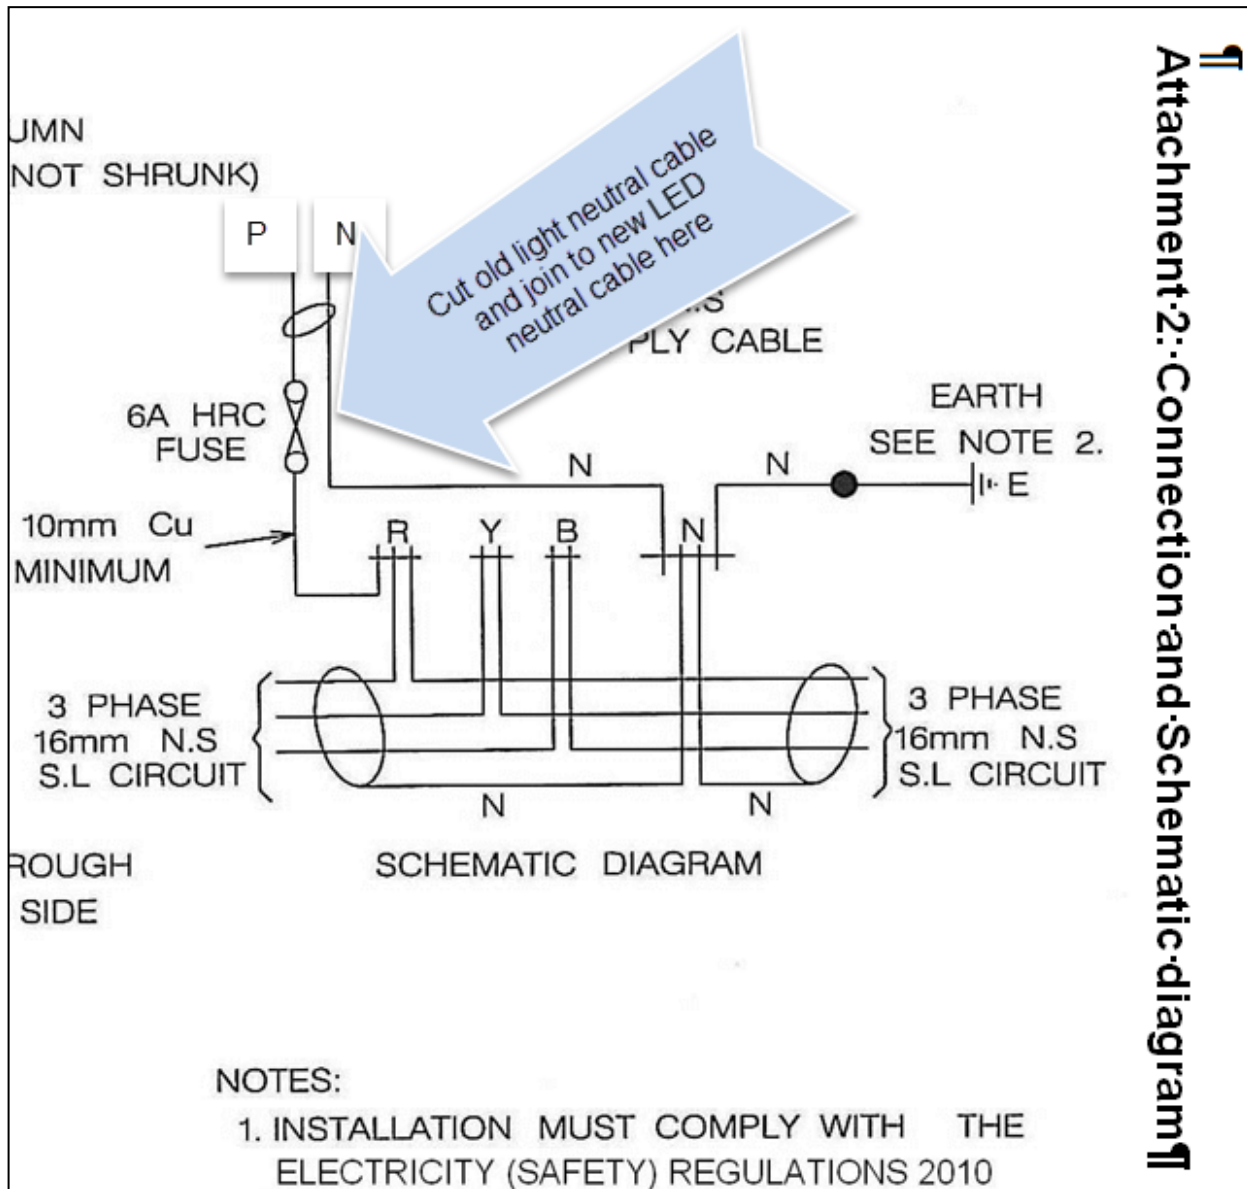 ¶
Attachment·2:·Connection·and·Schematic·diagram¶
UMN
(NOT SHRUNK)
P
N
Cut old light neutral cable
and join to new LED
neutral cable here
.S
PLY CABLE
6A HRC
FUSE
EARTH
SEE NOTE 2.
N
N
E
10mm Cu
MINIMUM
R
Y
B
N
3 PHASE
16mm N.S
S.L CIRCUIT
3 PHASE
16mm N.S
S.L CIRCUIT
N
N
ROUGH
SIDE
SCHEMATIC DIAGRAM
NOTES:
1. INSTALLATION MUST COMPLY WITH THE
ELECTRICITY (SAFETY) REGULATIONS 2010